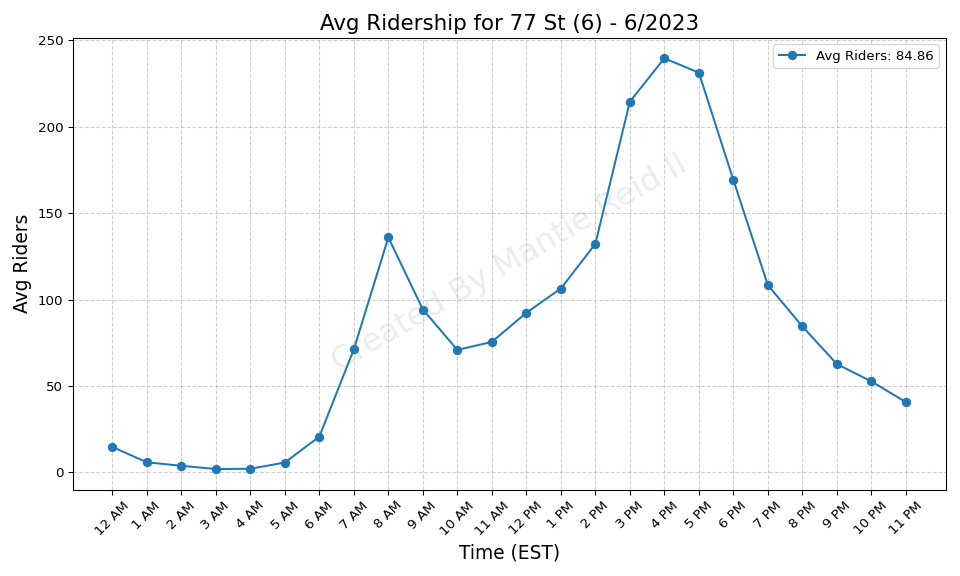 Avg Ridership for 77 St (6) - 6/2023
Avg Riders: 84.86
250
200
150
100
50
0
Avg Riders
Created By Mantle Reid II
12 AM
1 AM
2 AM
3 AM
4 AM
5 AM
6 AM
7 AM
8 AM
9 AM
10 AM
11 AM
12 PM
1 PM
2 PM
3 PM
4 PM
5 PM
6 PM
7 PM
8 PM
9 PM
10 PM
11 PM
Time (EST)